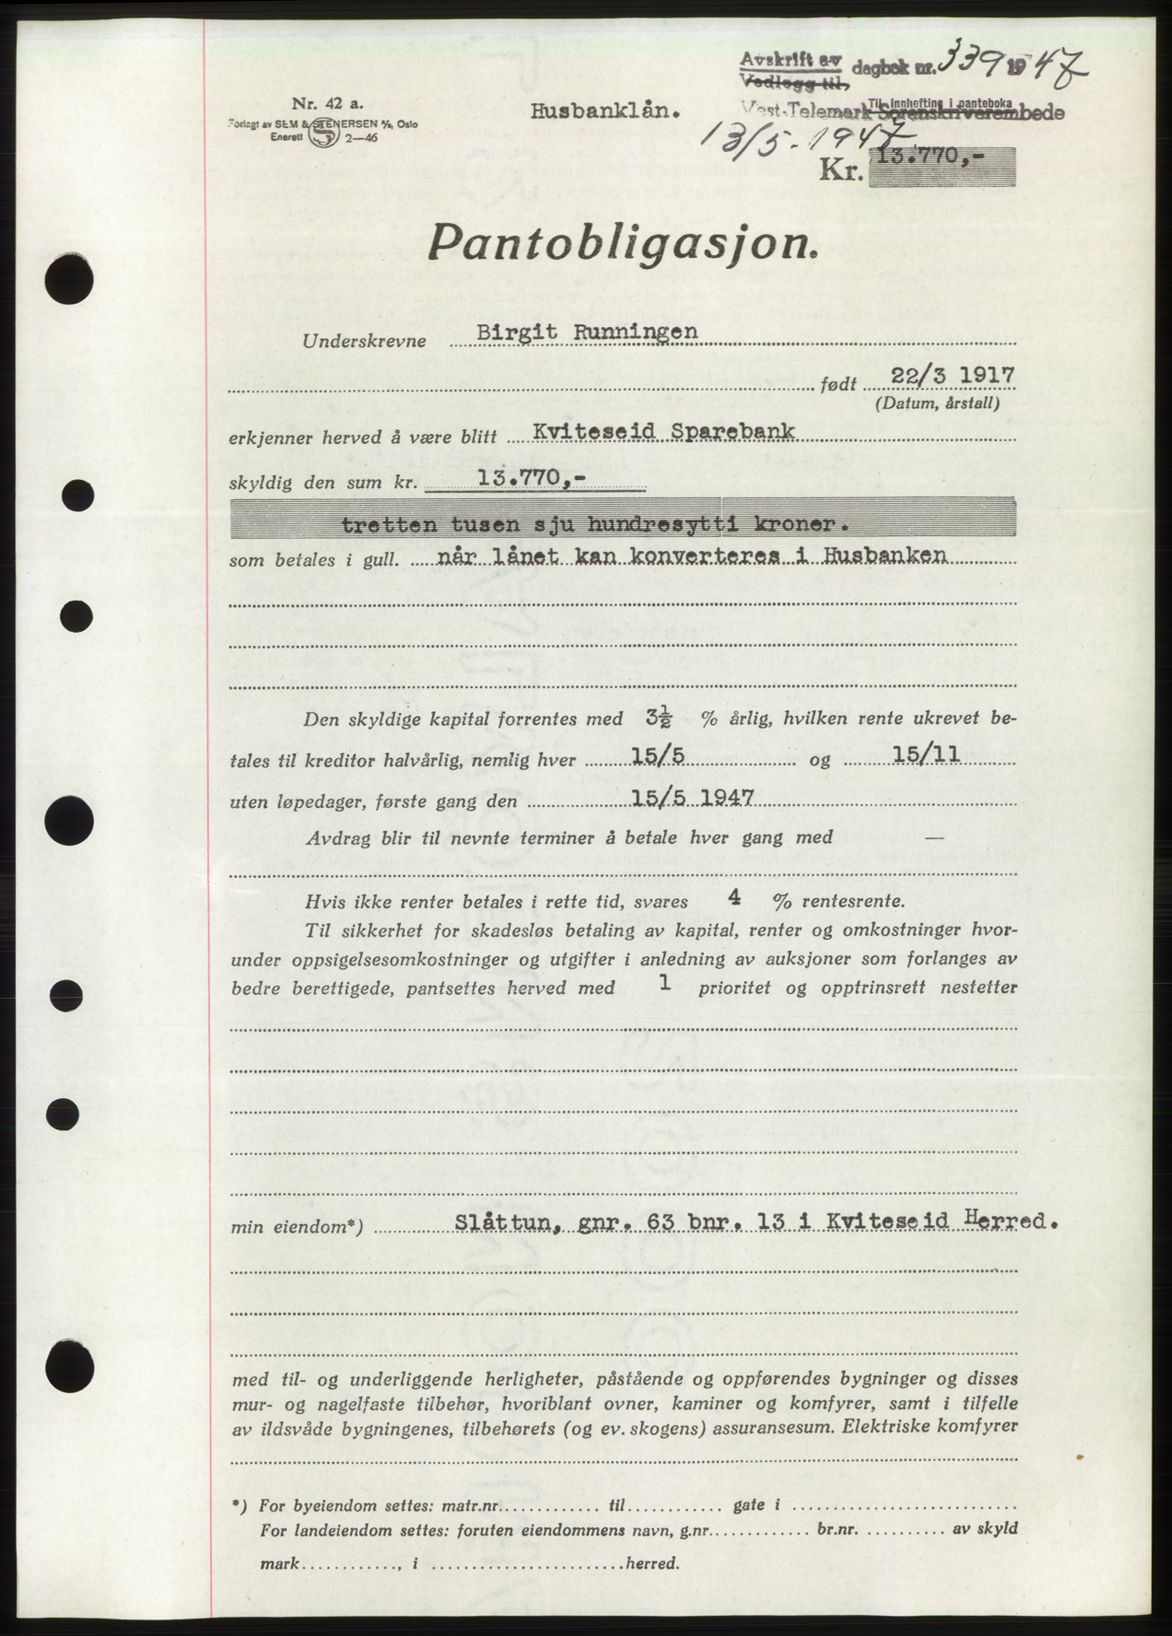 Avskrift av
Vedlegg til, dagbok nr. 339 1947
Nr. 42 a.
Forlagt av SEM & STENERSEN A/S, Oslo
Enerett S 2—46
Husbanklån.
Til innhefting i panteboka
Vest-Telemark Sorenskriverembede
13/5. 1947
Kr. 13.770,-
Pantobligasjon.
Underskrevne Birgit Runningen
født 22/3 1917
(Datum, årstall)
erkjenner herved å være blitt Kviteseid Sparebank
skyldig den sum kr. 13.770,-
tretten tusen sju hundresytti kroner.
som betales i gull. når lånet kan konverteres i Husbanken
Den skyldige kapital forrentes med 3½ % årlig, hvilken rente ukrevet be-
tales til kreditor halvårlig, nemlig hver 15/5 og 15/11
uten løpedager, første gang den 15/5 1947
Avdrag blir til nevnte terminer å betale hver gang med —
Hvis ikke renter betales i rette tid, svares 4 % rentesrente.
Til sikkerhet for skadesløs betaling av kapital, renter og omkostninger hvor-
under oppsigelsesomkostninger og utgifter i anledning av auksjoner som forlanges av
bedre berettigede, pantsettes herved med 1 prioritet og opptrinsrett nestetter
min eiendom*) Slåttun, gnr. 63 bnr. 13 i Kviteseid Herred.
med til- og underliggende herligheter, påstående og oppførendes bygninger og disses
mur- og nagelfaste tilbehør, hvoriblant ovner, kaminer og komfyrer, samt i tilfelle
av ildsvåde bygningenes, tilbehørets (og ev. skogens) assuransesum. Elektriske komfyrer
*) For byeiendom settes: matr.nr. til gate i
For landeiendom settes: foruten eiendommens navn, g.nr. br.nr. av skyld
mark , i herred.